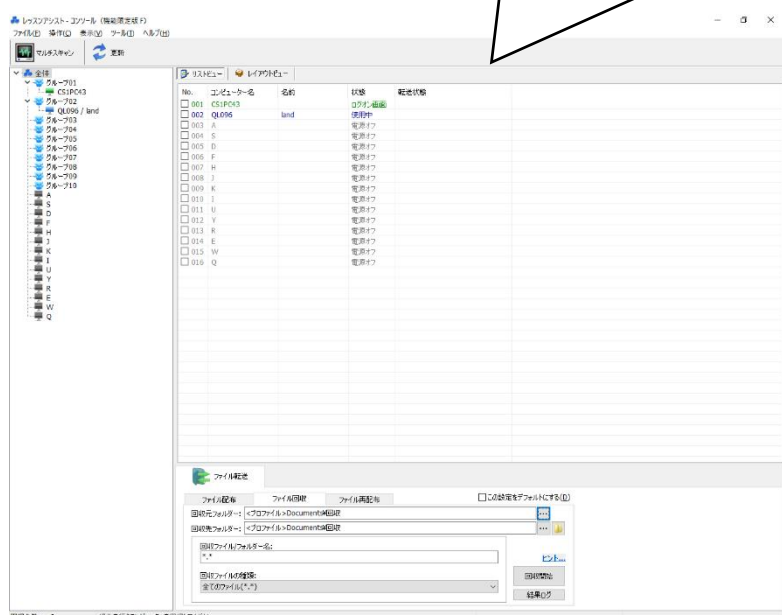 レッスンアシスト - コンソール (機能限定版 F)
ファイル(F) 操作(C) 表示(V) ツール(T) ヘルプ(H)
マルチスキャン 更新
全体
グループ01
CS1PC43
グループ02
QL096 / land
グループ03
グループ04
グループ05
グループ06
グループ07
グループ08
グループ09
グループ10
A
S
D
F
H
J
K
I
U
Y
R
E
W
Q
リストビュー レイアウトビュー
No. コンピューター名 名前 状態 転送状態
001 CS1PC43 ログオン画面
002 QL096 land 使用中
003 A 電源オフ
004 S 電源オフ
005 D 電源オフ
006 F 電源オフ
007 H 電源オフ
008 J 電源オフ
009 K 電源オフ
010 I 電源オフ
011 U 電源オフ
012 Y 電源オフ
013 R 電源オフ
014 E 電源オフ
015 W 電源オフ
016 Q 電源オフ
ファイル転送
ファイル配布 ファイル回収 ファイル再配布 この設定をデフォルトにする(D)
回収元フォルダー: <プロファイル>Documents¥回収 ...
回収先フォルダー: <プロファイル>Documents¥回収 ...
回収ファイル/フォルダー名:
*.* ヒント...
回収ファイルの種類: 回収開始
全てのファイル(*.*)
結果ログ